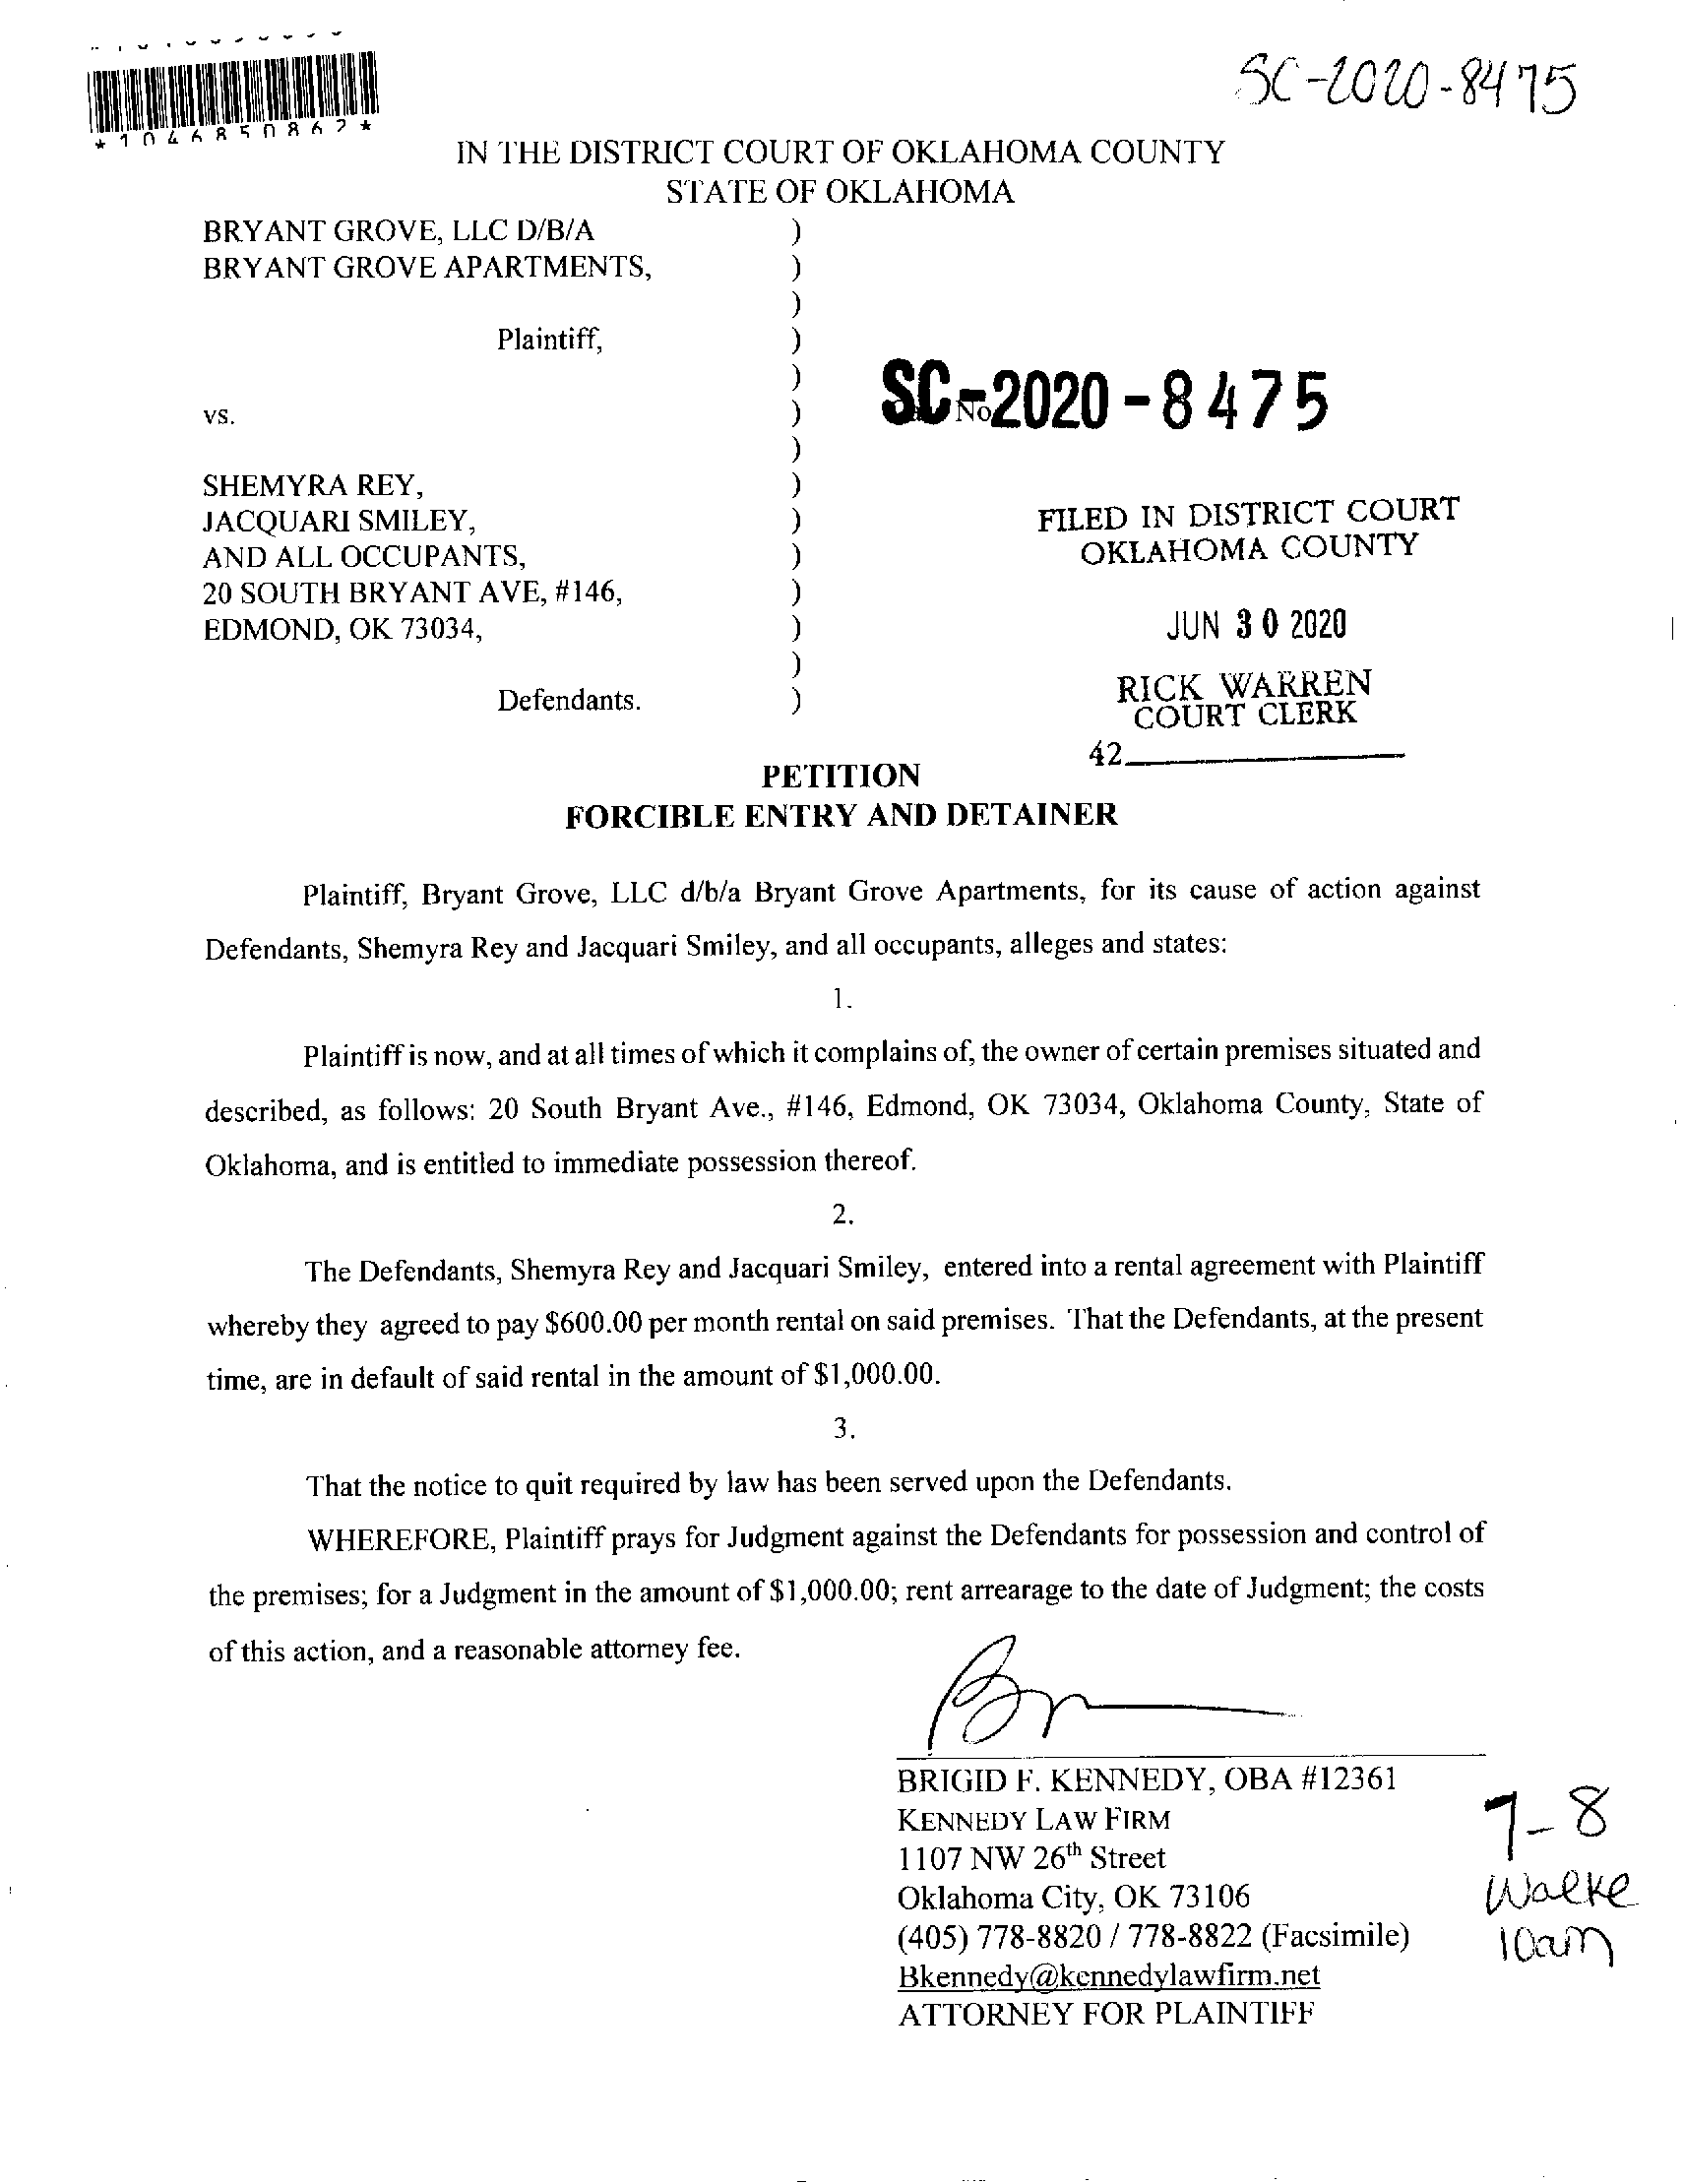 SC-2020-8475
*1046850862*
IN THE DISTRICT COURT OF OKLAHOMA COUNTY
STATE OF OKLAHOMA
BRYANT GROVE, LLC D/B/A )
BRYANT GROVE APARTMENTS, )
)
Plaintiff, )
)
vs. ) SC-2020-8475
No
)
SHEMYRA REY, )
JACQUARI SMILEY, )
AND ALL OCCUPANTS, )
20 SOUTH BRYANT AVE, #146, )
EDMOND, OK 73034, )
)
Defendants. )
FILED IN DISTRICT COURT
OKLAHOMA COUNTY
JUN 30 2020
RICK WARREN
COURT CLERK
42
PETITION
FORCIBLE ENTRY AND DETAINER
Plaintiff, Bryant Grove, LLC d/b/a Bryant Grove Apartments, for its cause of action against
Defendants, Shemyra Rey and Jacquari Smiley, and all occupants, alleges and states:
1.
Plaintiff is now, and at all times of which it complains of, the owner of certain premises situated and
described, as follows: 20 South Bryant Ave., #146, Edmond, OK 73034, Oklahoma County, State of
Oklahoma, and is entitled to immediate possession thereof.
2.
The Defendants, Shemyra Rey and Jacquari Smiley, entered into a rental agreement with Plaintiff
whereby they agreed to pay $600.00 per month rental on said premises. That the Defendants, at the present
time, are in default of said rental in the amount of $1,000.00.
3.
That the notice to quit required by law has been served upon the Defendants.
WHEREFORE, Plaintiff prays for Judgment against the Defendants for possession and control of
the premises; for a Judgment in the amount of $1,000.00; rent arrearage to the date of Judgment; the costs
of this action, and a reasonable attorney fee.
BRIGID F. KENNEDY, OBA #12361
KENNEDY LAW FIRM
1107 NW 26th Street
Oklahoma City, OK 73106
(405) 778-8820 / 778-8822 (Facsimile)
Bkennedy@kennedylawfirm.net
ATTORNEY FOR PLAINTIFF
7-8
Walke
10am